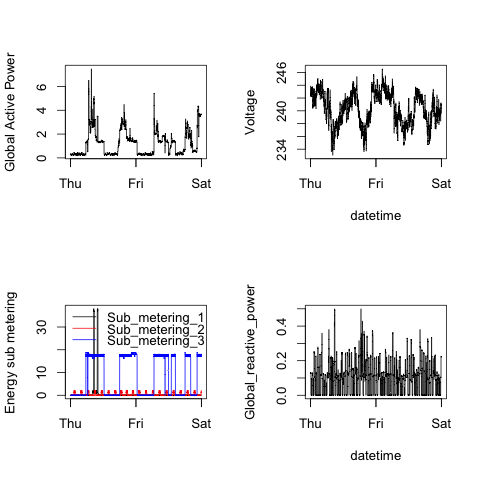 Global Active Power
0 2 4 6
Thu Fri Sat
Voltage
234 240 246
Thu Fri Sat
datetime
Energy sub metering
0 10 30
Sub_metering_1
Sub_metering_2
Sub_metering_3
Thu Fri Sat
Global_reactive_power
0.0 0.2 0.4
Thu Fri Sat
datetime